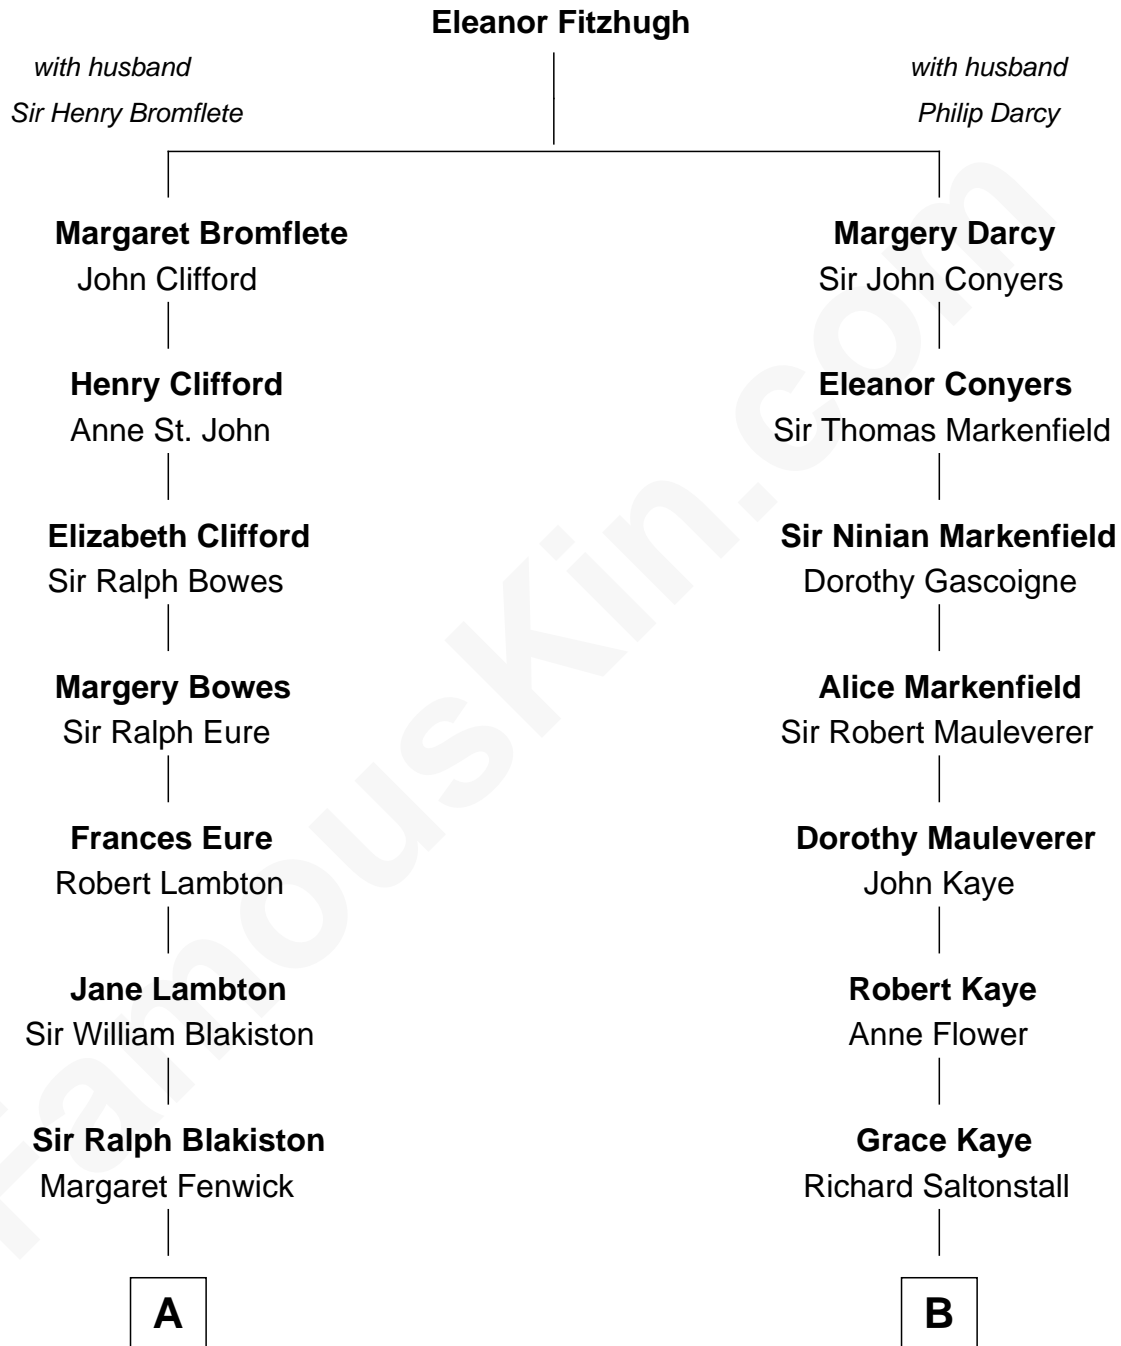 Eleanor Fitzhugh
with husband
Sir Henry Bromflete
with husband
Philip Darcy
Margaret Bromflete
John Clifford
Margery Darcy
Sir John Conyers
Henry Clifford
Anne St. John
Eleanor Conyers
Sir Thomas Markenfield
Elizabeth Clifford
Sir Ralph Bowes
Sir Ninian Markenfield
Dorothy Gascoigne
Margery Bowes
Sir Ralph Eure
Alice Markenfield
Sir Robert Mauleverer
Frances Eure
Robert Lambton
Dorothy Mauleverer
John Kaye
Jane Lambton
Sir William Blakiston
Robert Kaye
Anne Flower
Sir Ralph Blakiston
Margaret Fenwick
Grace Kaye
Richard Saltonstall
A
B
FamousKin.com